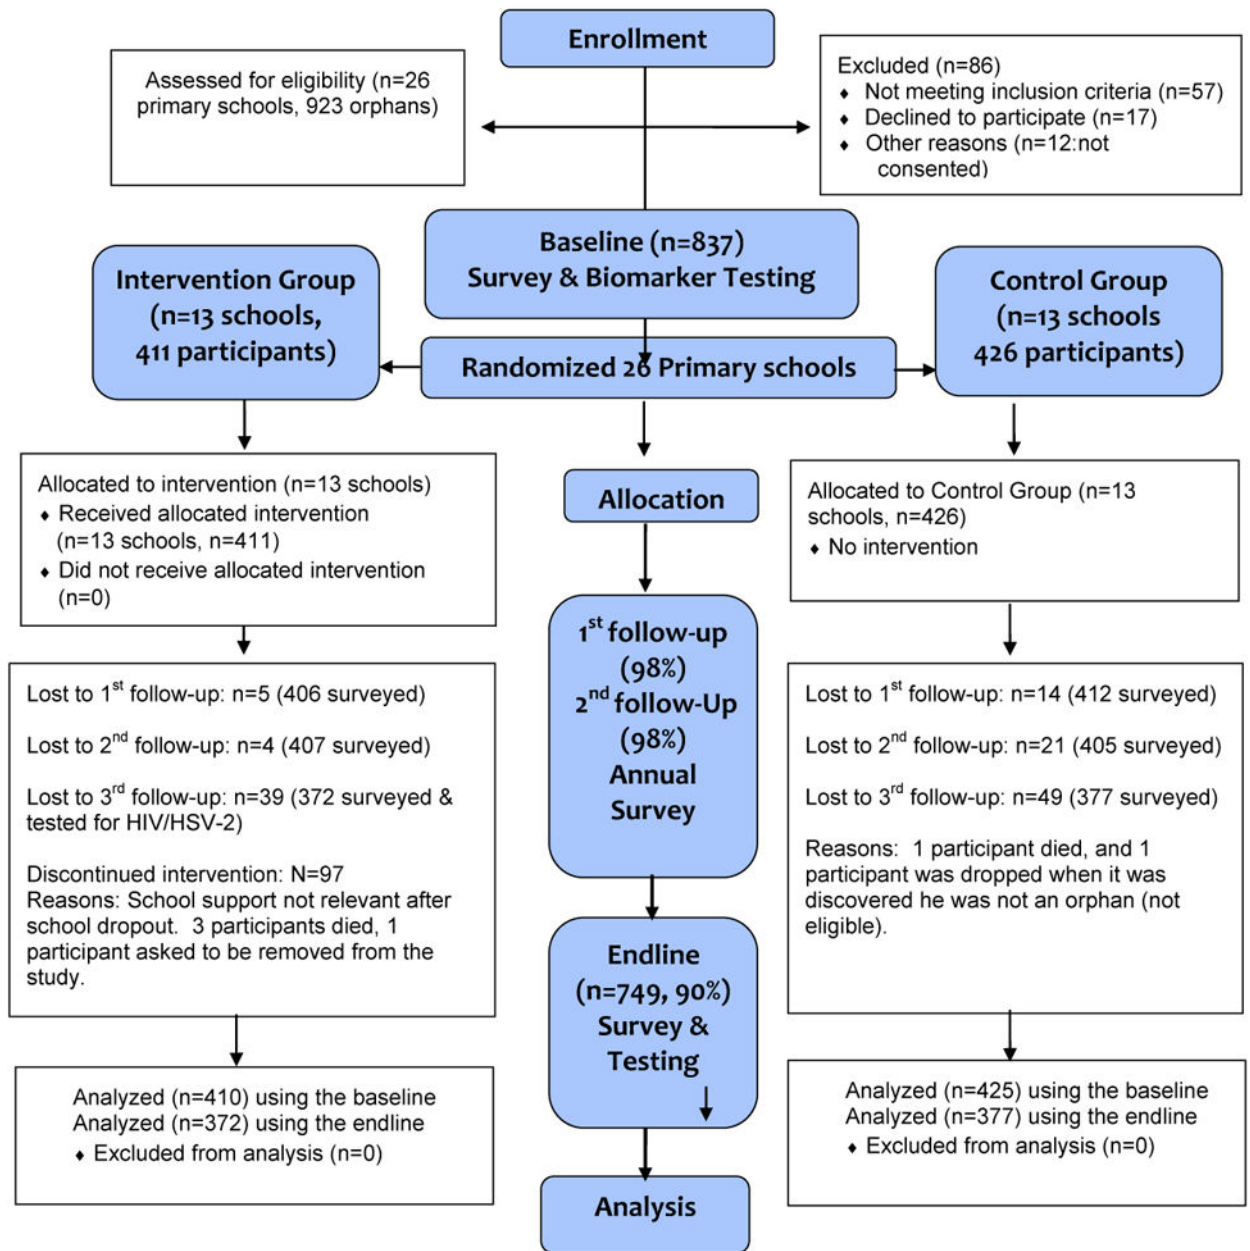 Enrollment
Assessed for eligibility (n=26
primary schools, 923 orphans)
Excluded (n=86)
♦ Not meeting inclusion criteria (n=57)
♦ Declined to participate (n=17)
♦ Other reasons (n=12:not
consented)
Baseline (n=837)
Survey & Biomarker Testing
Intervention Group
(n=13 schools,
411 participants)
Control Group
(n=13 schools
426 participants)
Randomized 26 Primary schools
Allocated to intervention (n=13 schools)
♦ Received allocated intervention
(n=13 schools, n=411)
♦ Did not receive allocated intervention
(n=0)
Allocation
Allocated to Control Group (n=13
schools, n=426)
♦ No intervention
1st follow-up
(98%)
2nd follow-Up
(98%)
Annual
Survey
Lost to 1st follow-up: n=5 (406 surveyed)
Lost to 2nd follow-up: n=4 (407 surveyed)
Lost to 3rd follow-up: n=39 (372 surveyed &
tested for HIV/HSV-2)
Discontinued intervention: N=97
Reasons: School support not relevant after
school dropout. 3 participants died, 1
participant asked to be removed from the
study.
Lost to 1st follow-up: n=14 (412 surveyed)
Lost to 2nd follow-up: n=21 (405 surveyed)
Lost to 3rd follow-up: n=49 (377 surveyed)
Reasons: 1 participant died, and 1
participant was dropped when it was
discovered he was not an orphan (not
eligible).
Endline
(n=749, 90%)
Survey &
Testing
Analyzed (n=410) using the baseline
Analyzed (n=372) using the endline
♦ Excluded from analysis (n=0)
Analyzed (n=425) using the baseline
Analyzed (n=377) using the endline
♦ Excluded from analysis (n=0)
Analysis